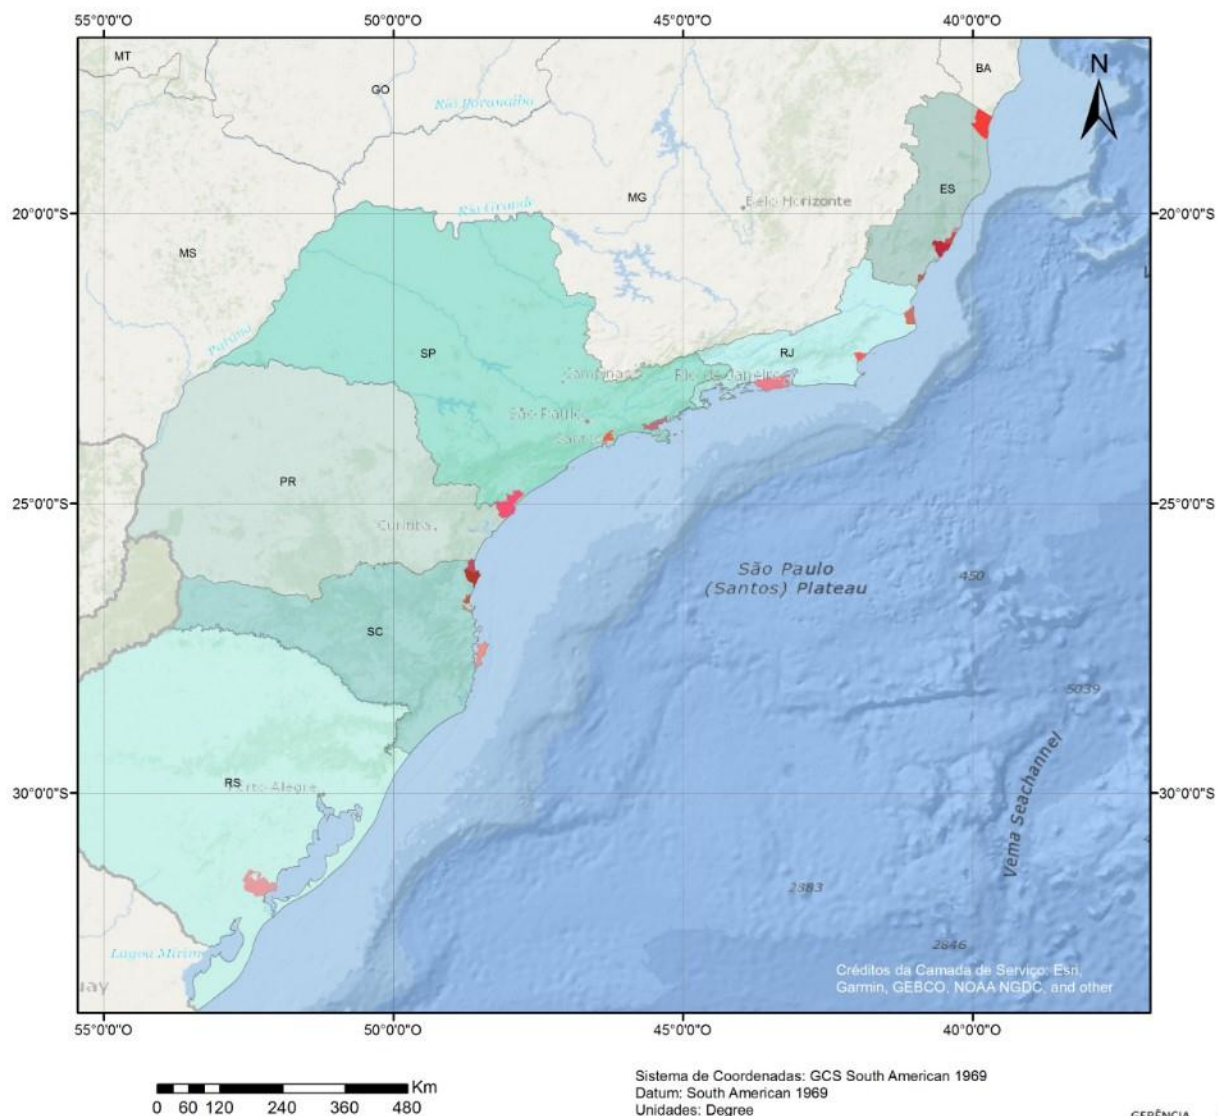 55°0'0"O 50°0'0"O 45°0'0"O 40°0'0"O
MT
BA
N
GO
Rio Paranaíba
ES
MG
Belo Horizonte
20°0'0"S 20°0'0"S
Rio Grande
MS
Paraná
SP
RJ
Campinas
Rio de Janeiro
São Paulo
Santos
PR
25°0'0"S 25°0'0"S
Curitiba
São Paulo
(Santos) Plateau
450
SC
5039
Vema Seachannel
RS
Porto Alegre
30°0'0"S 30°0'0"S
2883
2846
Lagoa Mirim
uay
Créditos da Camada de Serviço: Esri,
Garmin, GEBCO, NOAA NGDC, and other
55°0'0"O 50°0'0"O 45°0'0"O 40°0'0"O
Km
0 60 120 240 360 480
Sistema de Coordenadas: GCS South American 1969
Datum: South American 1969
Unidades: Degree
GERÊNCIA